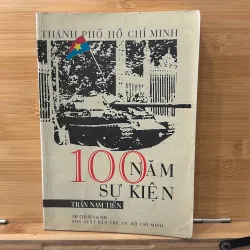 THÀNH PHỐ HỒ CHÍ MINH
100 NĂM
SỰ KIỆN
TRẦN NAM TIẾN
NHÀ XUẤT BẢN TRẺ TP. HỒ CHÍ MINH